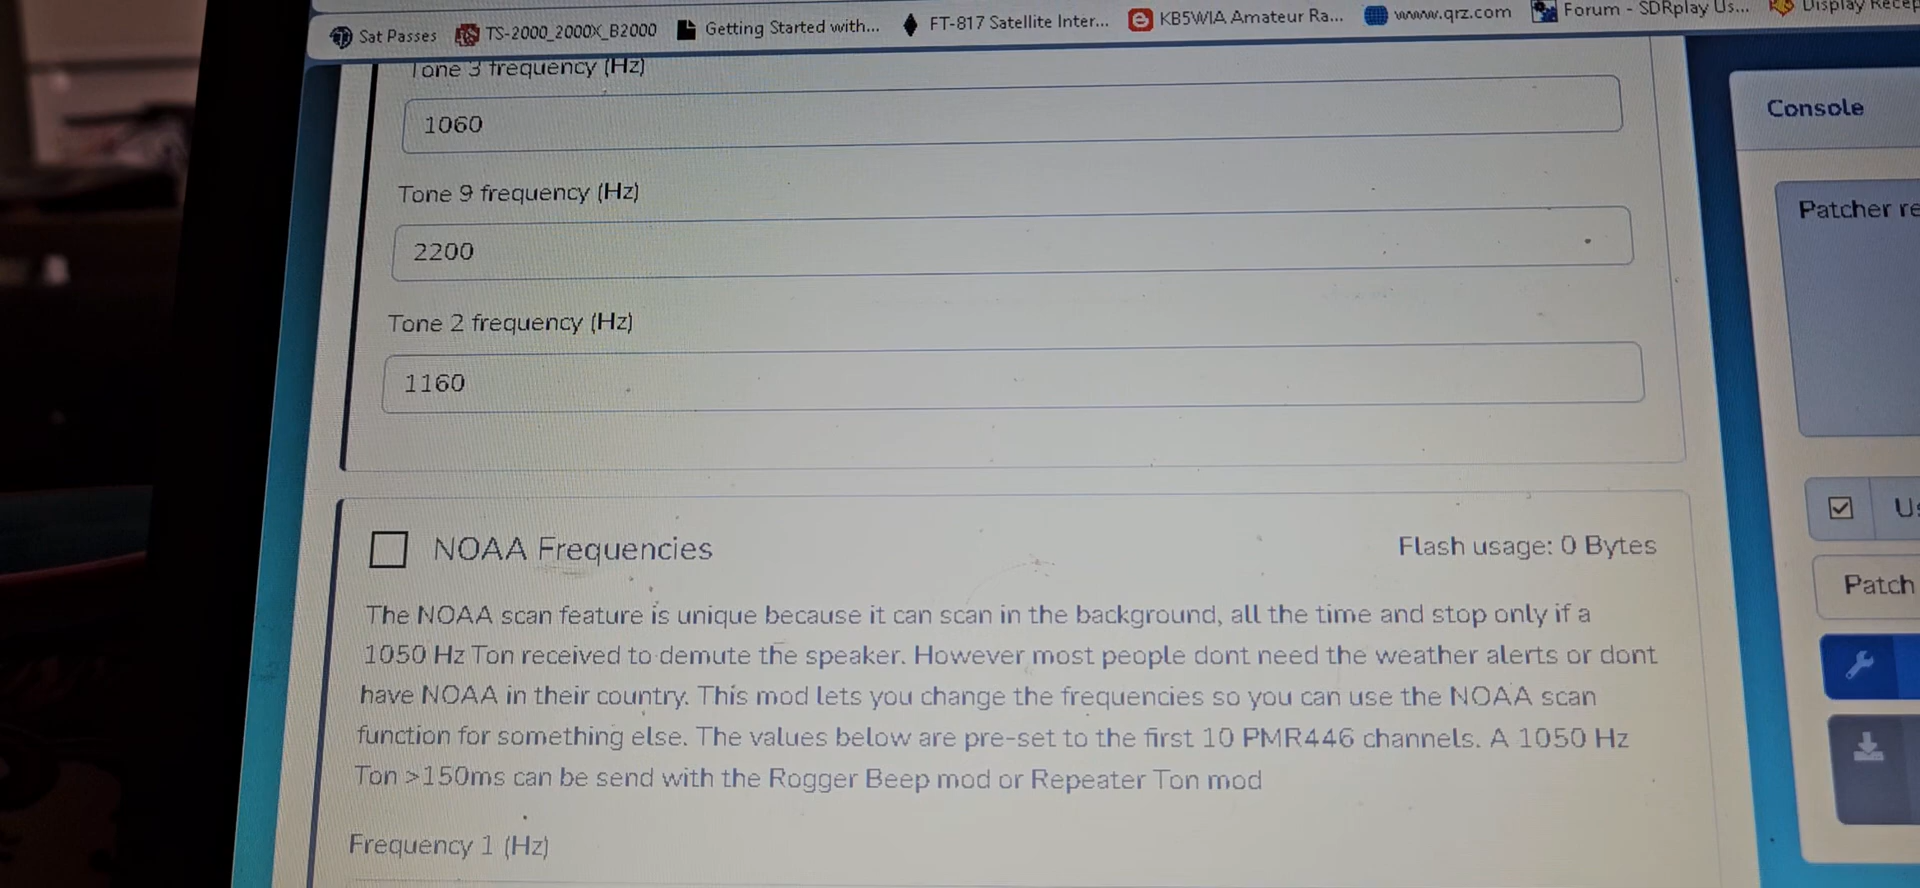 Sat Passes TS-2000_2000X_B2000 Getting Started with... FT-817 Satellite Inter... KB5WIA Amateur Ra... www.qrz.com Forum - SDRplay Us... Display Recep
Tone 3 frequency (Hz)
1060
Tone 9 frequency (Hz)
2200
Tone 2 frequency (Hz)
1160
NOAA Frequencies
Flash usage: 0 Bytes
The NOAA scan feature is unique because it can scan in the background, all the time and stop only if a
1050 Hz Ton received to demute the speaker. However most people dont need the weather alerts or dont
have NOAA in their country. This mod lets you change the frequencies so you can use the NOAA scan
function for something else. The values below are pre-set to the first 10 PMR446 channels. A 1050 Hz
Ton >150ms can be send with the Rogger Beep mod or Repeater Ton mod
Frequency 1 (Hz)
Console
Patcher re
Us
Patch